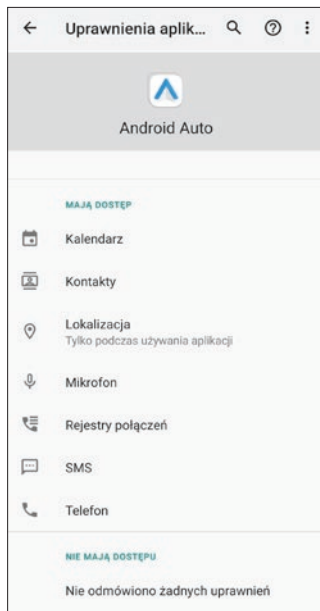 Uprawnienia aplik...
Android Auto
MAJĄ DOSTĘP
Kalendarz
Kontakty
Lokalizacja
Tylko podczas używania aplikacji
Mikrofon
Rejestry połączeń
SMS
Telefon
NIE MAJĄ DOSTĘPU
Nie odmówiono żadnych uprawnień